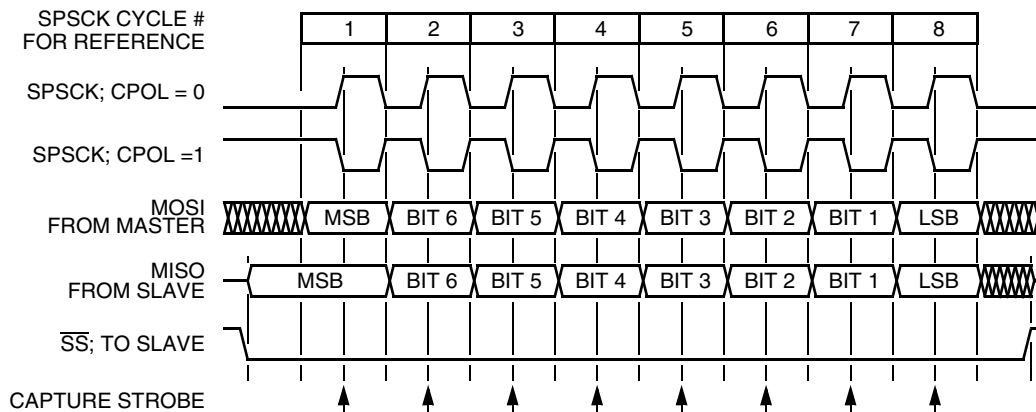 SPSCK CYCLE #
FOR REFERENCE
1 2 3 4 5 6 7 8
SPSCK; CPOL = 0
SPSCK; CPOL =1
MOSI
FROM MASTER
MSB BIT 6 BIT 5 BIT 4 BIT 3 BIT 2 BIT 1 LSB
MISO
FROM SLAVE
MSB BIT 6 BIT 5 BIT 4 BIT 3 BIT 2 BIT 1 LSB
S̅S̅; TO SLAVE
CAPTURE STROBE